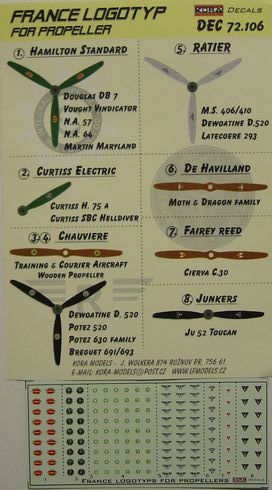 FRANCE LOGOTYP
FOR PROPELLER
KORA Decals
DEC 72.106
1. Hamilton Standard
Douglas DB 7
Vought Vindicator
N.A. 57
N.A. 64
Martin Maryland
5. Ratier
M.S. 406/410
Dewoatine D.520
Latecoere 293
2. Curtiss Electric
Curtiss H. 75 A
Curtiss SBC Helldiver
6. De Havilland
Moth & Dragon family
3,4. Chauviere
Training & Courier Aircraft
Wooden Propeller
7. Fairey reed
Cierva C.30
Dewoatine D. 520
Potez 520
Potez 630 family
Breguet 691/693
8. Junkers
Ju 52 Toucan
KORA MODELS - J. WOLKERA 874 ROŽNOV PR. 756 61
E-MAIL: KORA-MODELS@POST.CZ WWW.LFMODELS.CZ
France Logotyps for propellers